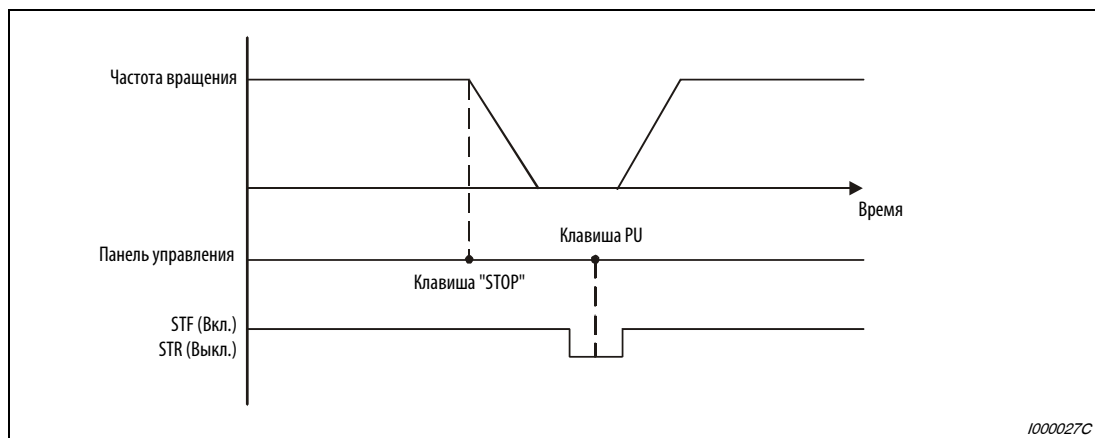 Частота вращения
Время
Клавиша PU
Панель управления
Клавиша "STOP"
STF (Вкл.)
STR (Выкл.)
I000027C